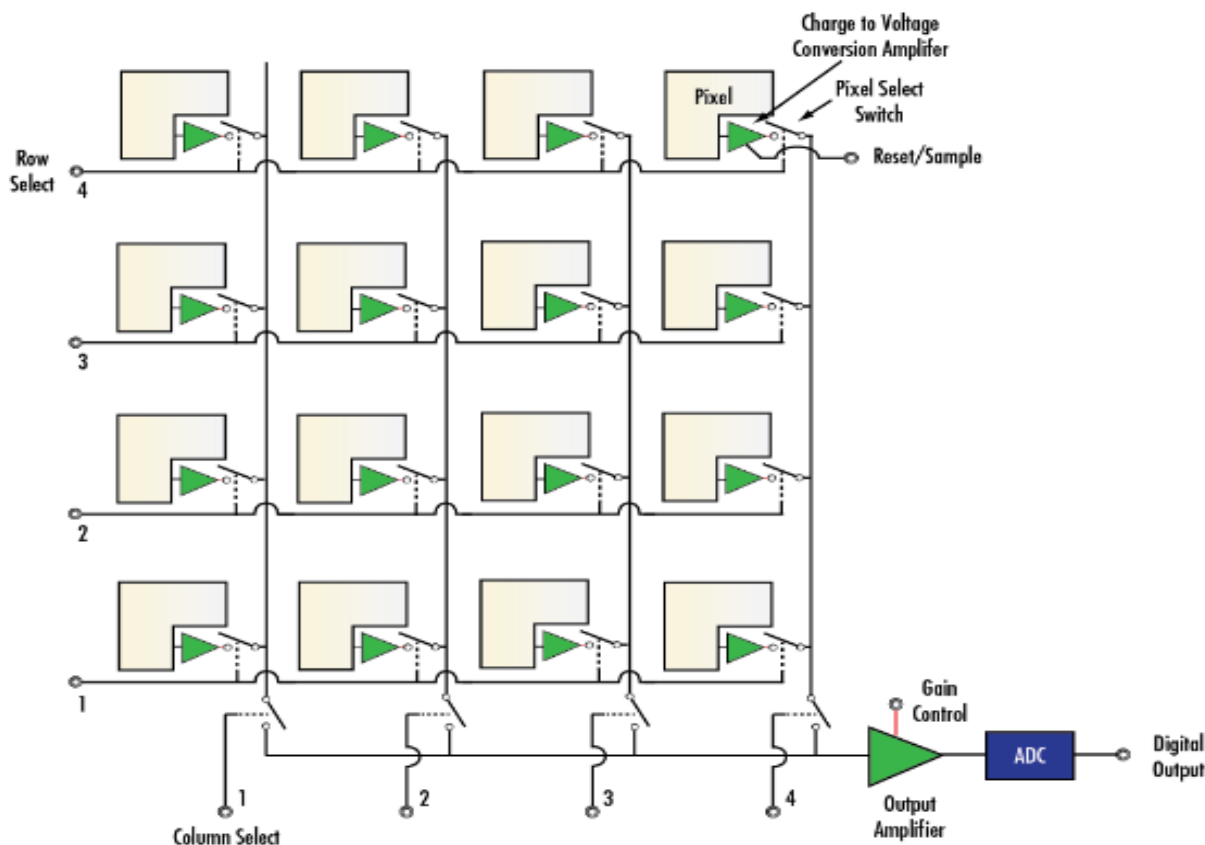 Charge to Voltage
Conversion Amplifer
Pixel
Pixel Select
Switch
Row
Select
4
Reset/Sample
3
2
1
Gain
Control
ADC
Digital
Output
1
2
3
4
Column Select
Output
Amplifier